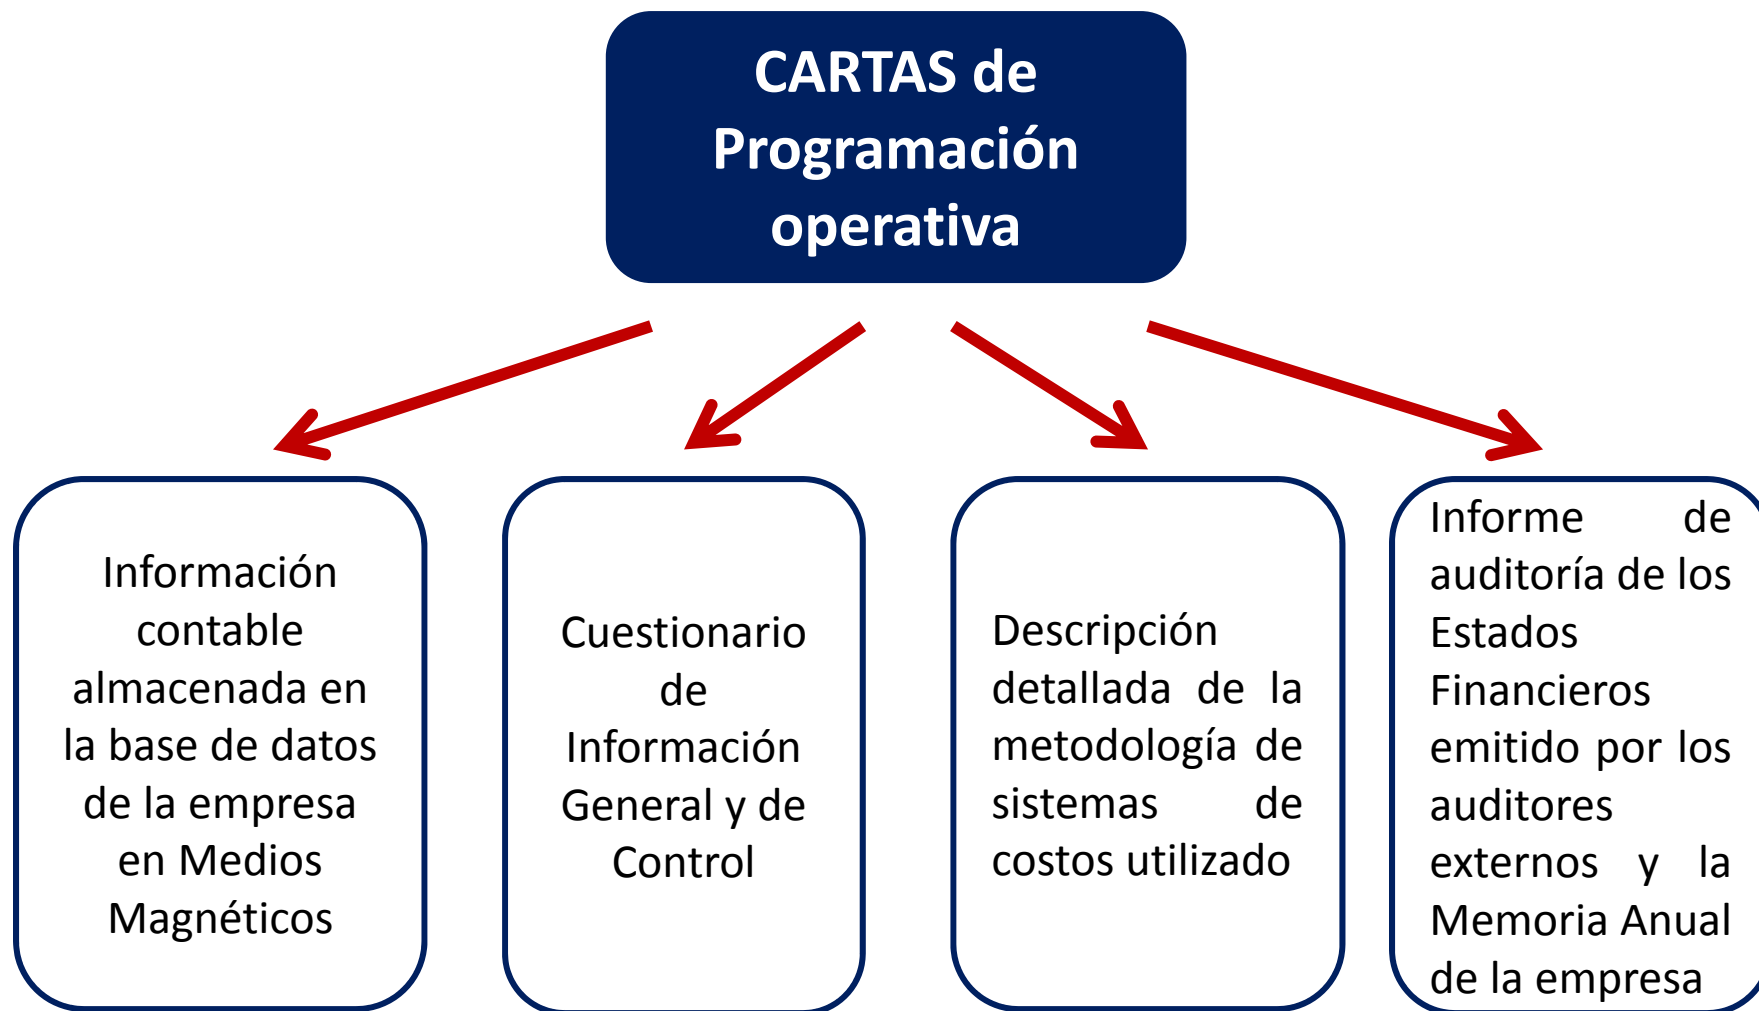 CARTAS de
Programación
operativa
Información
contable
almacenada en
la base de datos
de la empresa
en Medios
Magnéticos
Cuestionario
de
Información
General y de
Control
Descripción
detallada de la
metodología de
sistemas de
costos utilizado
Informe de
auditoría de los
Estados
Financieros
emitido por los
auditores
externos y la
Memoria Anual
de la empresa